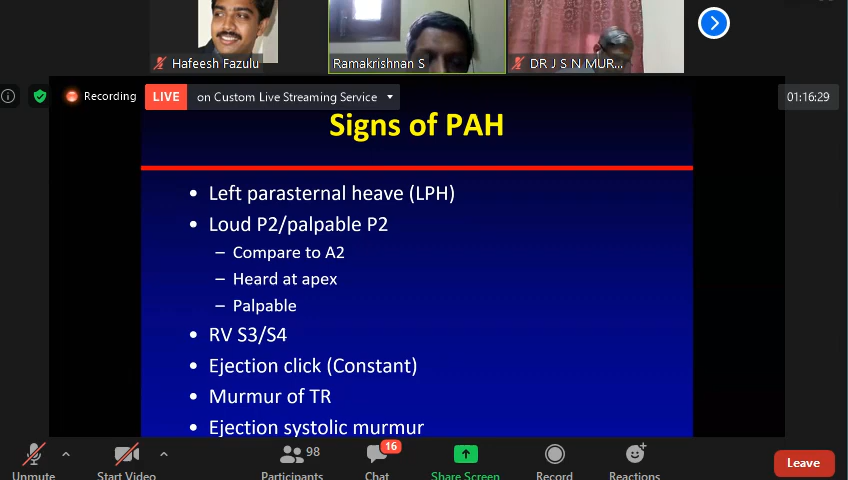 Hafeesh Fazulu
Ramakrishnan S
DR J S N MUR...
Recording
LIVE
on Custom Live Streaming Service
01:16:29
Signs of PAH
• Left parasternal heave (LPH)
• Loud P2/palpable P2
– Compare to A2
– Heard at apex
– Palpable
• RV S3/S4
• Ejection click (Constant)
• Murmur of TR
• Ejection systolic murmur
98
16
Unmute
Start Video
Participants
Chat
Share Screen
Record
Reactions
Leave